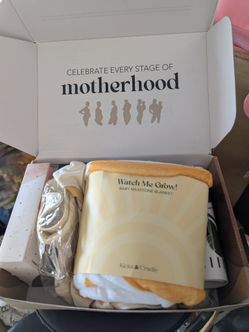 CELEBRATE EVERY STAGE OF
motherhood
Watch Me Grow!
BABY MILESTONE BLANKET
Kicks & Cradle